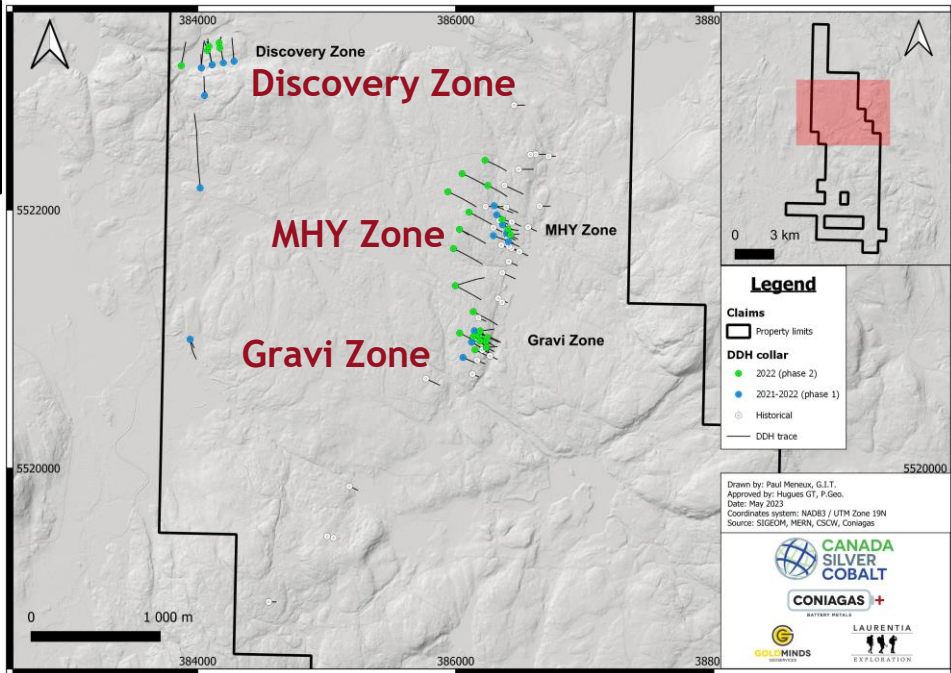 384000
386000
3880
Discovery Zone
Discovery Zone
5522000
MHY Zone
MHY Zone
Gravi Zone
Gravi Zone
5520000
5520000
0
1 000 m
384000
386000
3880
0
3 km
Legend
Claims
Property limits
DDH collar
2022 (phase 2)
2021-2022 (phase 1)
Historical
DDH trace
Drawn by: Paul Meneux, G.I.T.
Approved by: Hugues GT, P.Geo.
Date: May 2023
Coordinates system: NAD83 / UTM Zone 19N
Source: SIGEOM, MERN, CSCW, Coniagas
CANADA
SILVER
COBALT
CONIAGAS +
BATTERY METALS
GOLDMINDS
GEOSERVICES
LAURENTIA
EXPLORATION